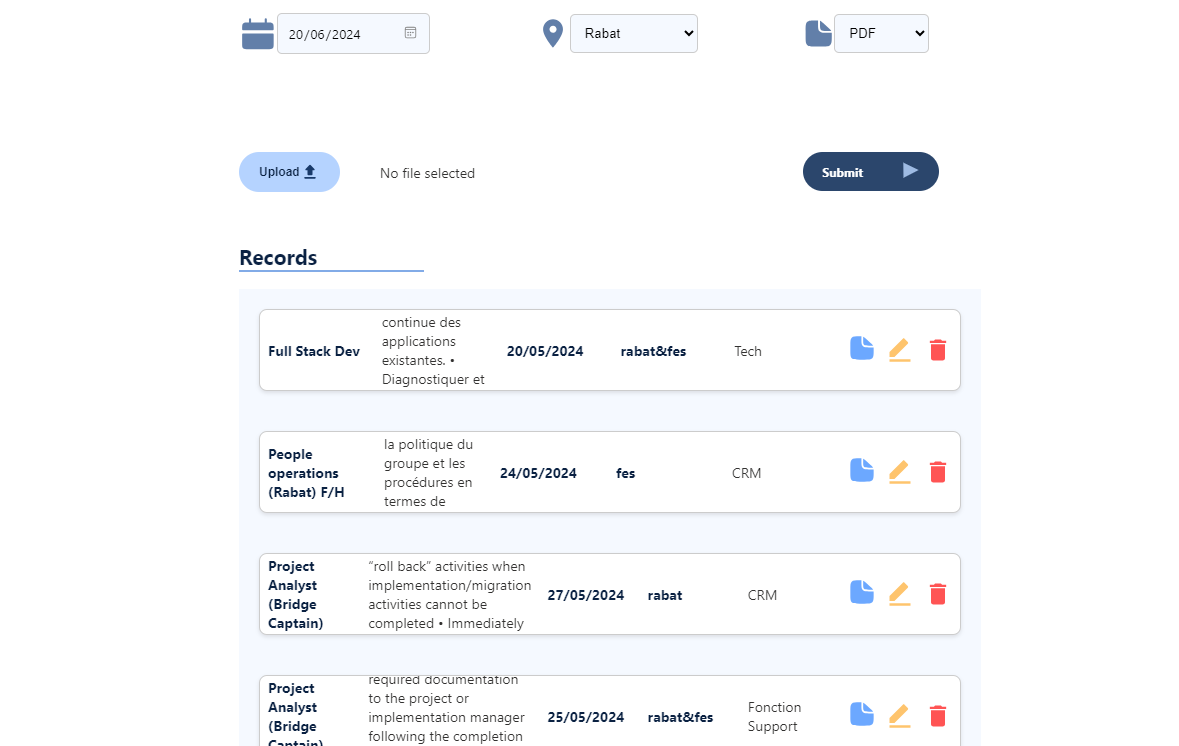 20/06/2024
Rabat
PDF
Upload
No file selected
Submit
Records
Full Stack Dev
continue des
applications
existantes. •
Diagnostiquer et
20/05/2024
rabat&fes
Tech
People
operations
(Rabat) F/H
la politique du
groupe et les
procédures en
termes de
24/05/2024
fes
CRM
Project
Analyst
(Bridge
Captain)
“roll back” activities when
implementation/migration
activities cannot be
completed • Immediately
27/05/2024
rabat
CRM
Project
Analyst
(Bridge
Captain)
required documentation
to the project or
implementation manager
following the completion
25/05/2024
rabat&fes
Fonction
Support